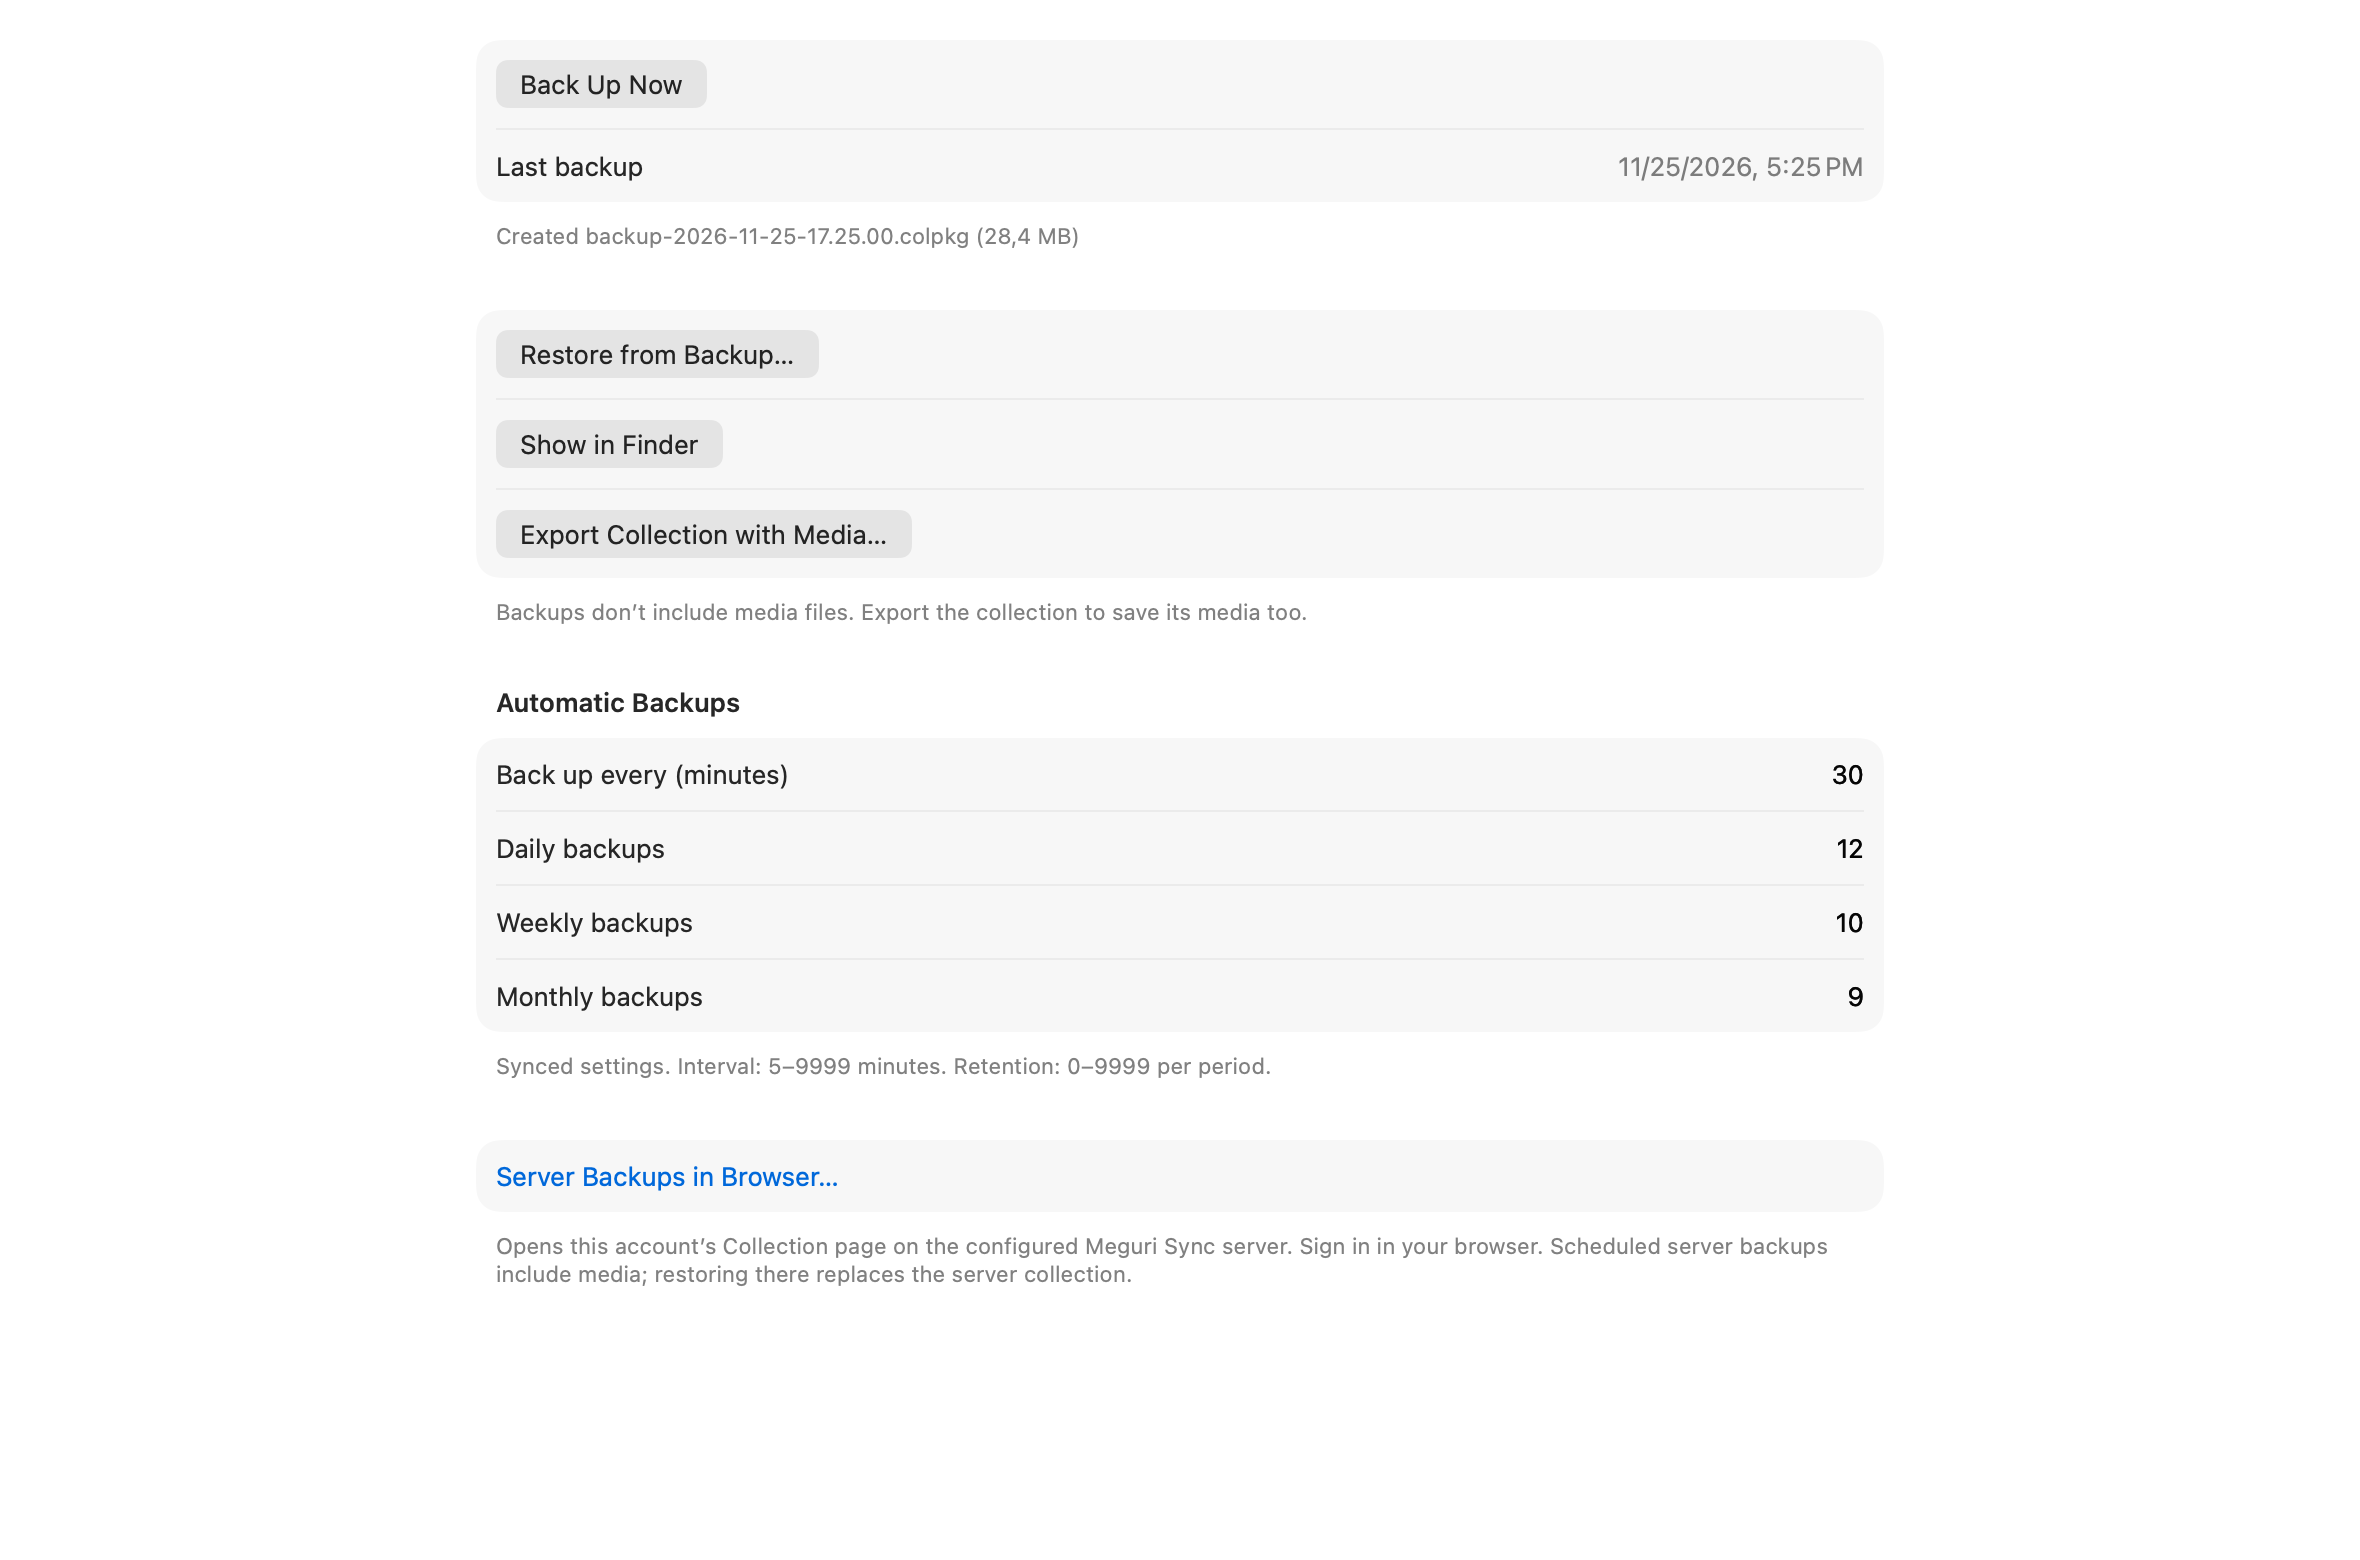 Back Up Now
Last backup 11/25/2026, 5:25 PM
Created backup-2026-11-25-17.25.00.colpkg (28,4 MB)
Restore from Backup...
Show in Finder
Export Collection with Media...
Backups don’t include media files. Export the collection to save its media too.
Automatic Backups
Back up every (minutes) 30
Daily backups 12
Weekly backups 10
Monthly backups 9
Synced settings. Interval: 5–9999 minutes. Retention: 0–9999 per period.
Server Backups in Browser...
Opens this account’s Collection page on the configured Meguri Sync server. Sign in in your browser. Scheduled server backups
include media; restoring there replaces the server collection.